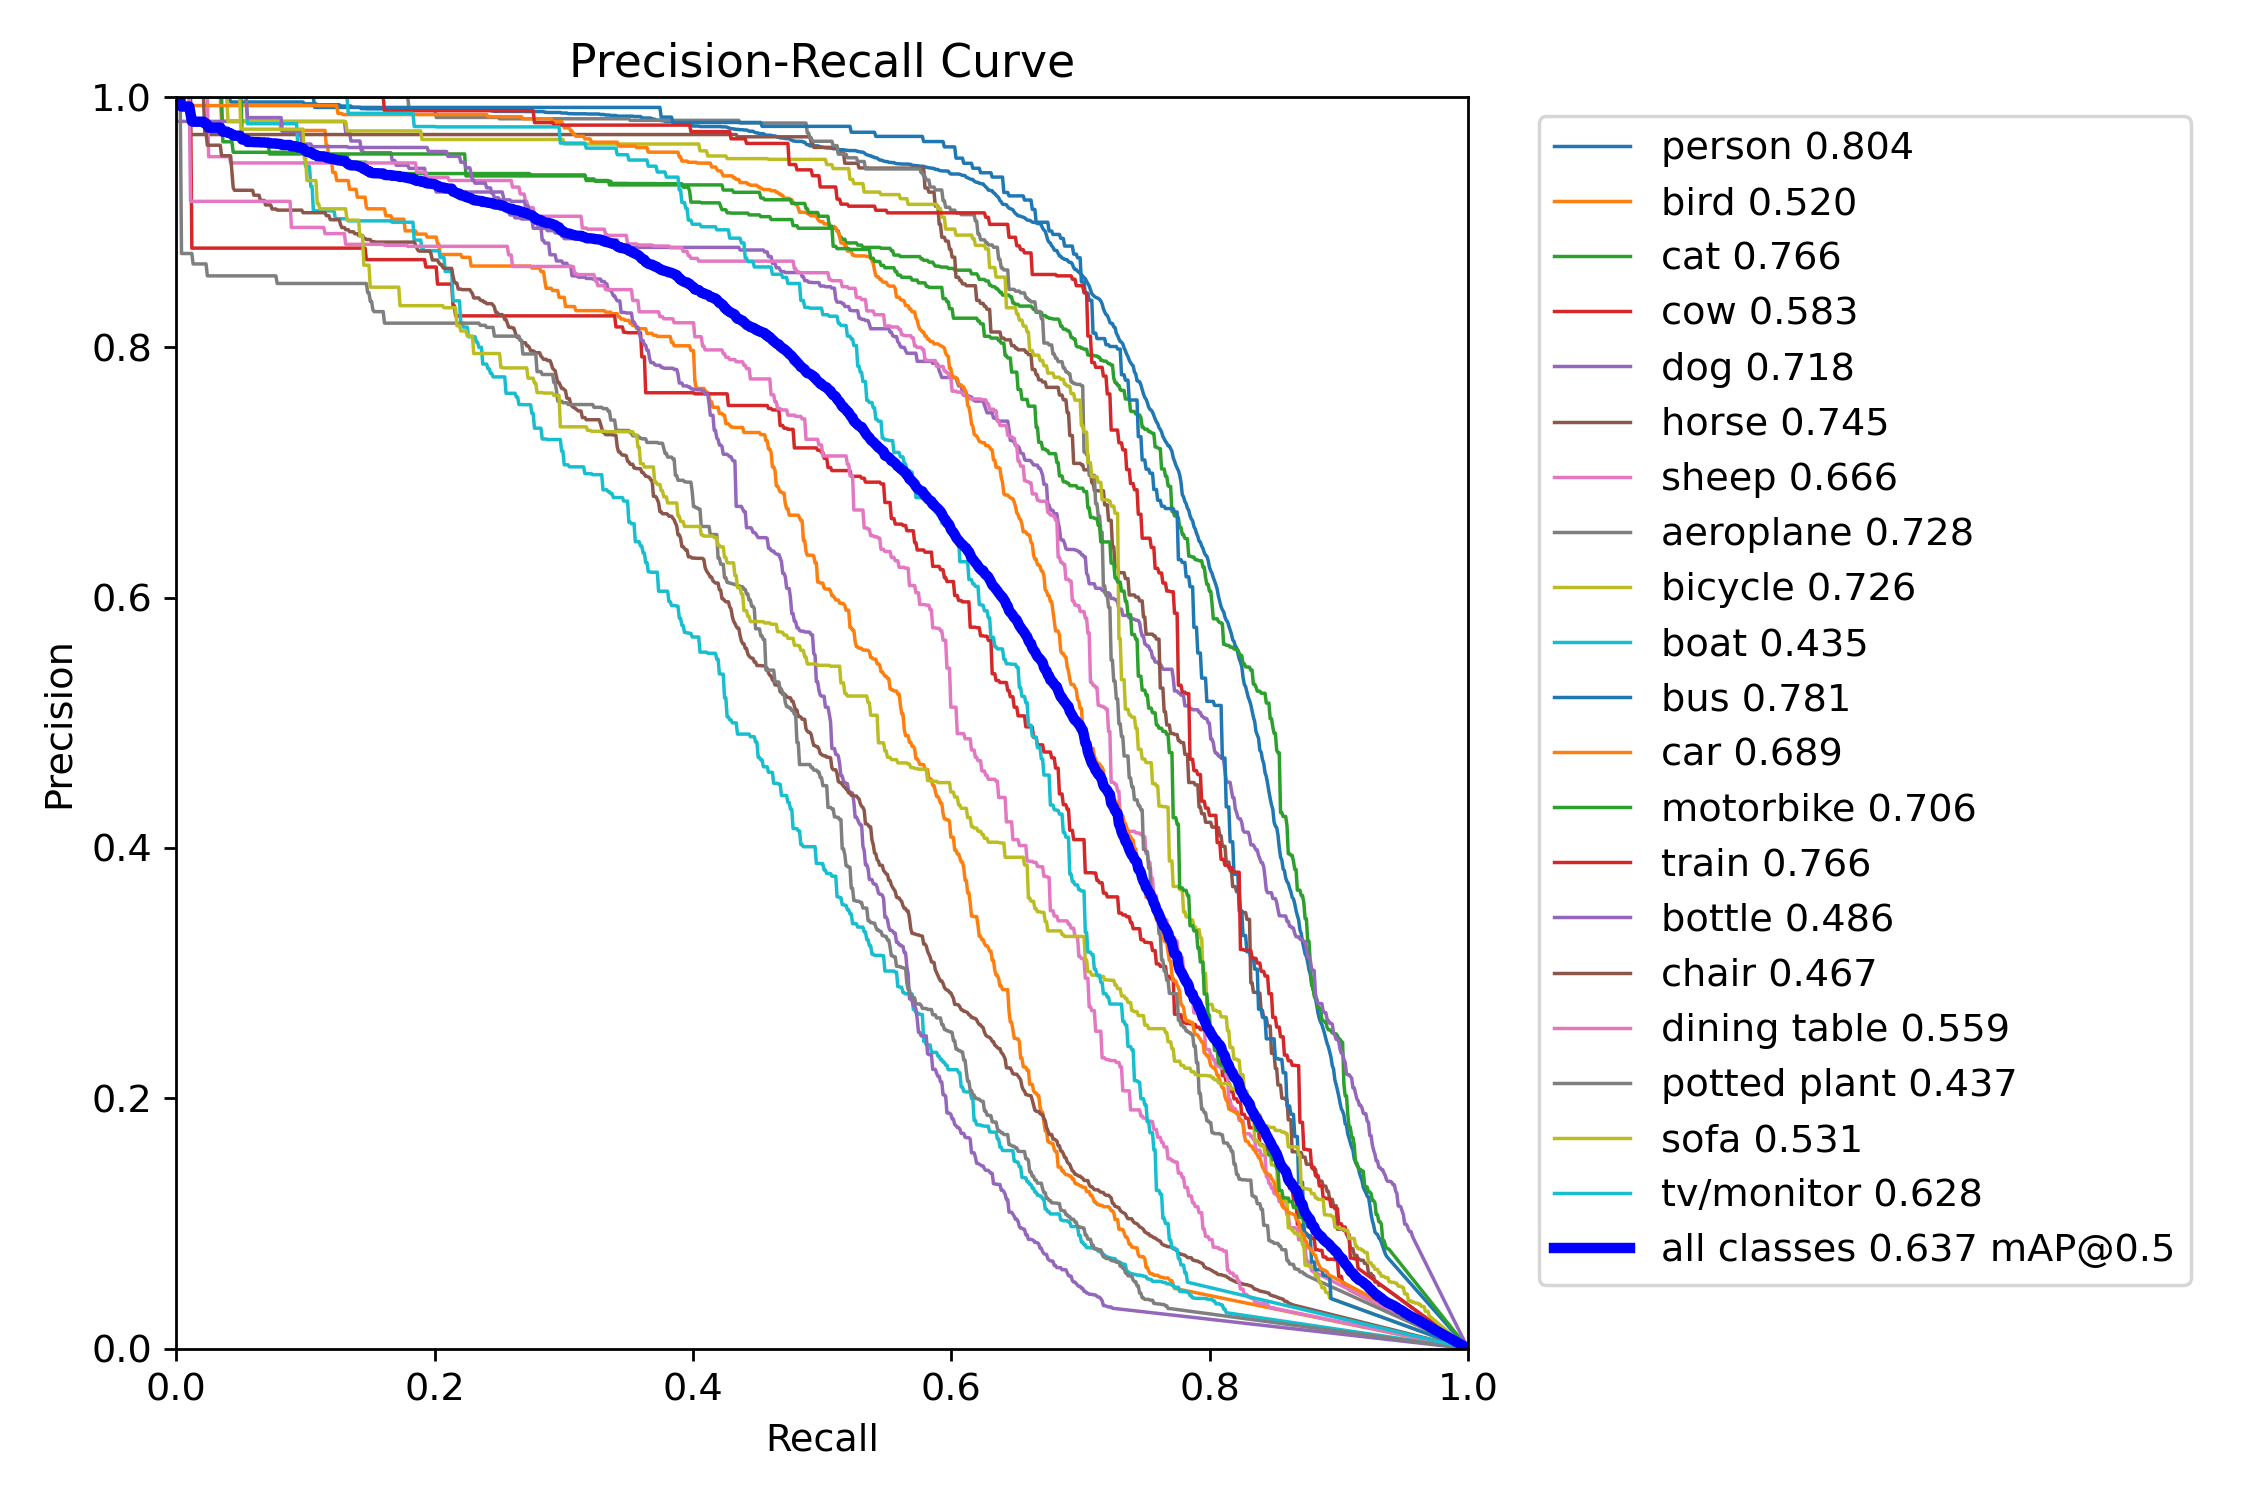 Precision-Recall Curve
1.0
0.8
0.6
0.4
0.2
0.0
Precision
0.0 0.2 0.4 0.6 0.8 1.0
Recall
person 0.804
bird 0.520
cat 0.766
cow 0.583
dog 0.718
horse 0.745
sheep 0.666
aeroplane 0.728
bicycle 0.726
boat 0.435
bus 0.781
car 0.689
motorbike 0.706
train 0.766
bottle 0.486
chair 0.467
dining table 0.559
potted plant 0.437
sofa 0.531
tv/monitor 0.628
all classes 0.637 mAP@0.5